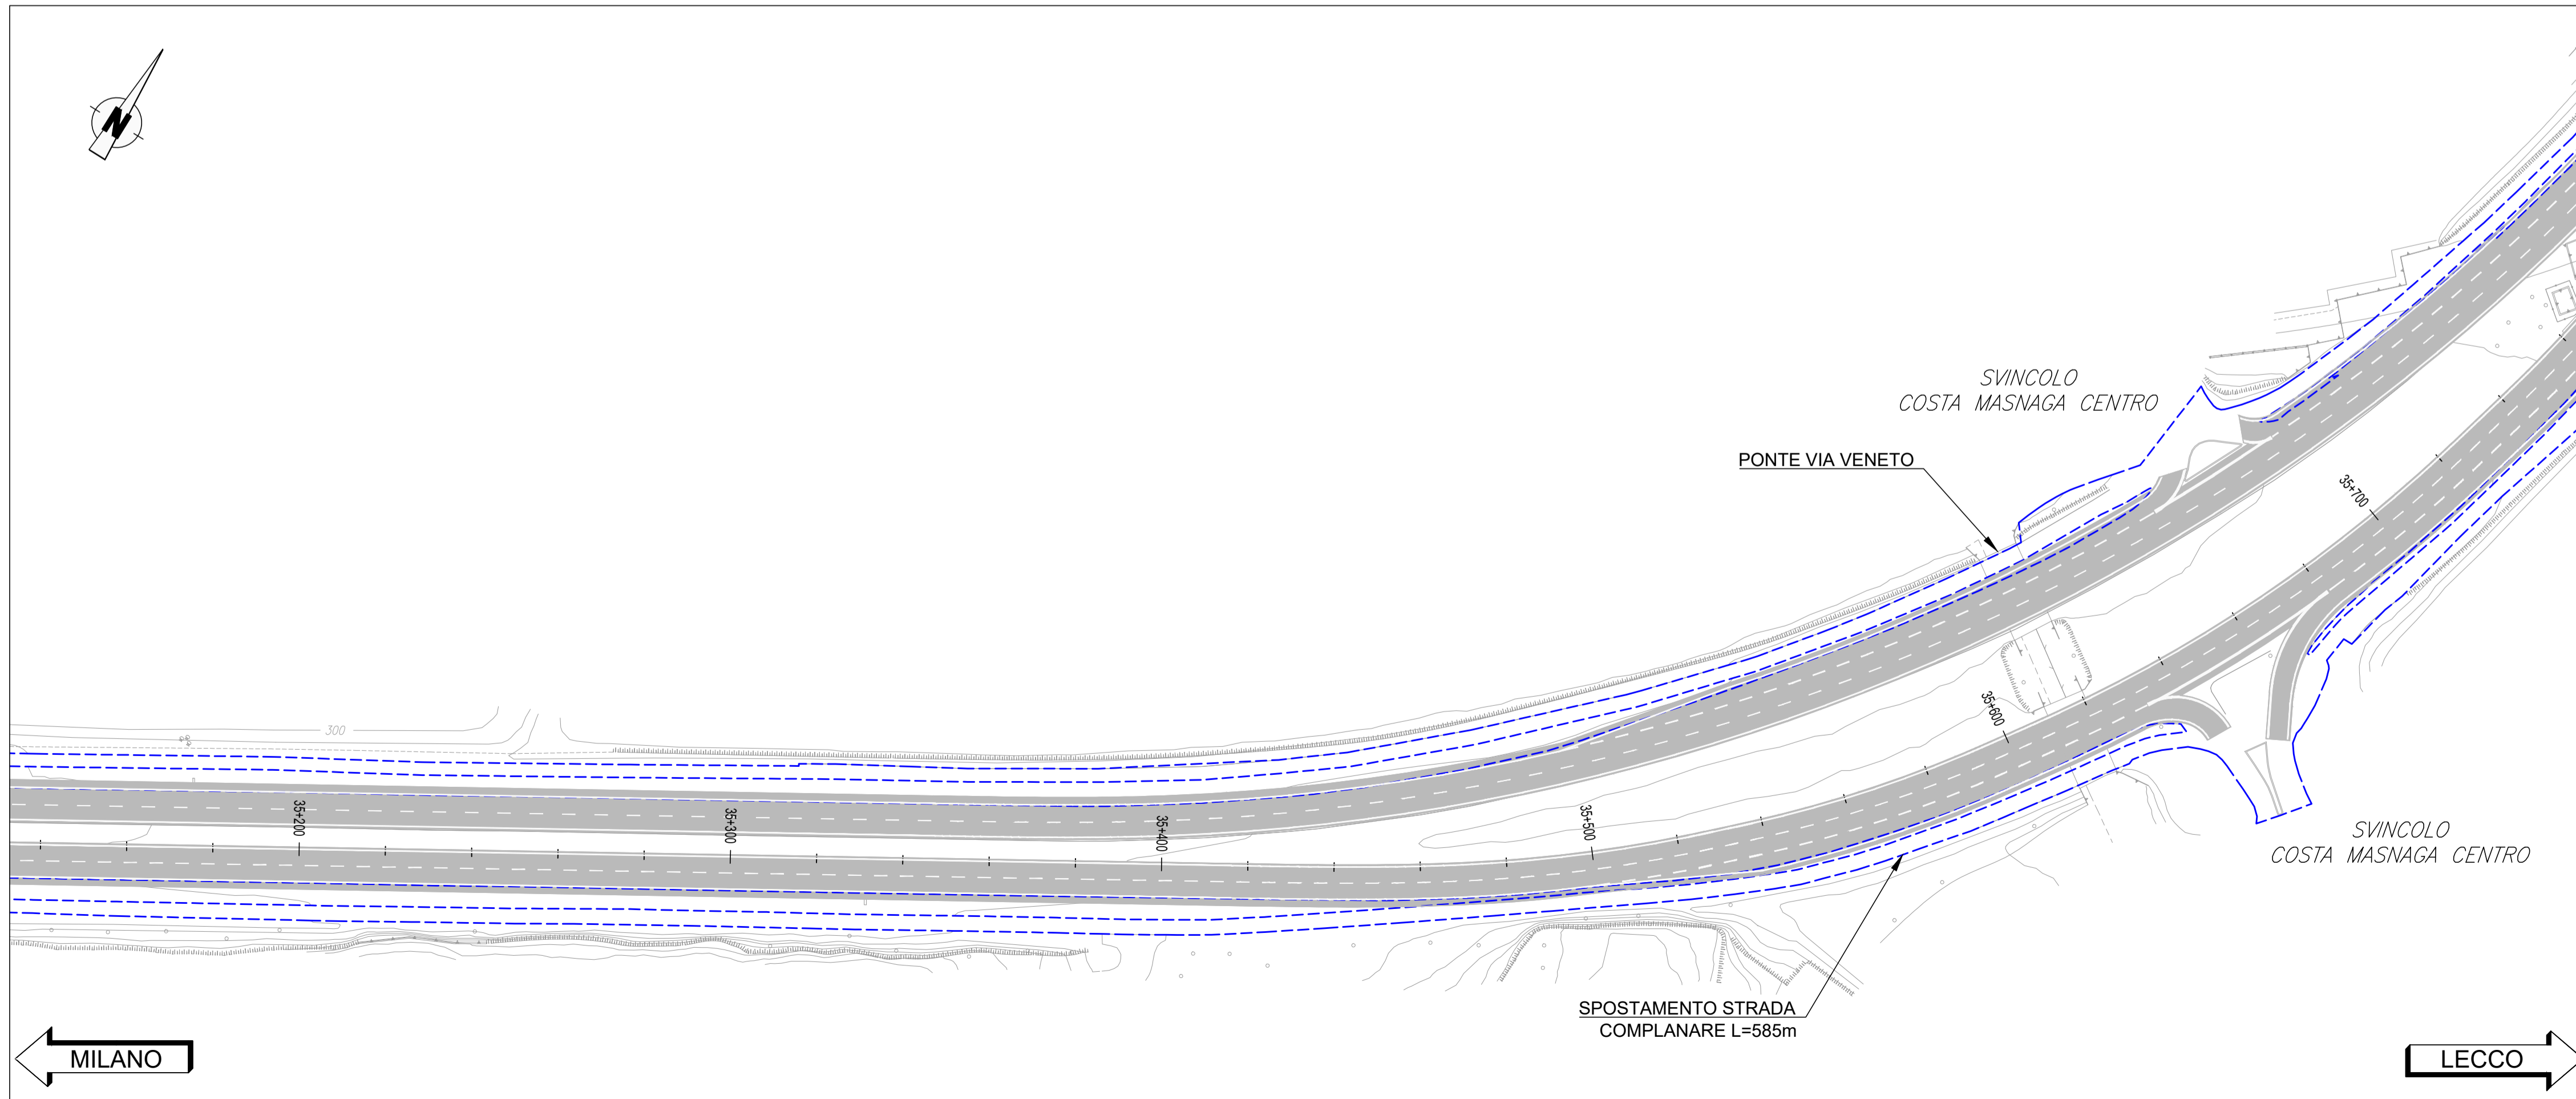 N
SVINCOLO
COSTA MASNAGA CENTRO
PONTE VIA VENETO
35+700
35+600
300
35+200
35+300
35+400
35+500
SVINCOLO
COSTA MASNAGA CENTRO
SPOSTAMENTO STRADA
COMPLANARE L=585m
MILANO
LECCO